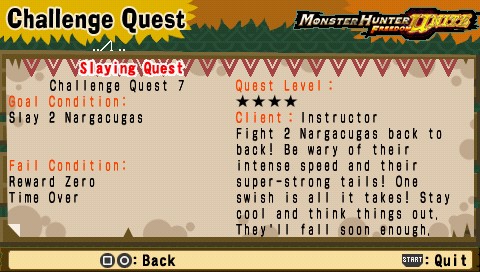 Challenge Quest
MONSTER HUNTER
FREEDOM UNITE
Slaying Quest
Challenge Quest 7
Goal Condition:
Slay 2 Nargacugas
Fail Condition:
Reward Zero
Time Over
Quest Level:
★★★★
Client: Instructor
Fight 2 Nargacugas back to
back! Be wary of their
intense speed and their
super-strong tails! One
swish is all it takes! Stay
cool and think things out.
They'll fall soon enough.
: Back
START: Quit